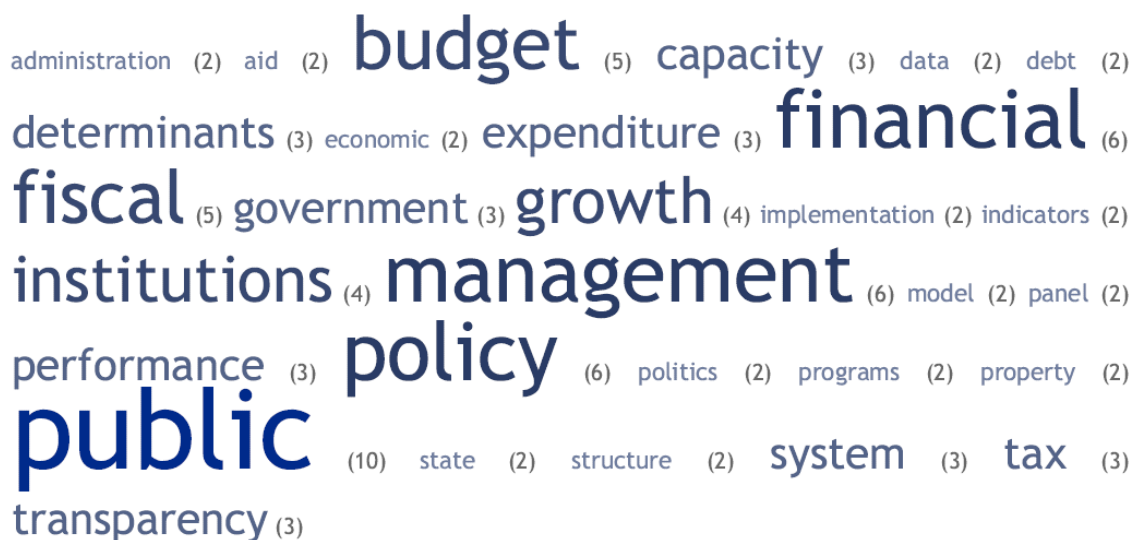 administration (2) aid (2) budget (5) capacity (3) data (2) debt (2)
determinants (3) economic (2) expenditure (3) financial (6)
fiscal (5) government (3) growth (4) implementation (2) indicators (2)
institutions (4) management (6) model (2) panel (2)
performance (3) policy (6) politics (2) programs (2) property (2)
public (10) state (2) structure (2) system (3) tax (3)
transparency (3)